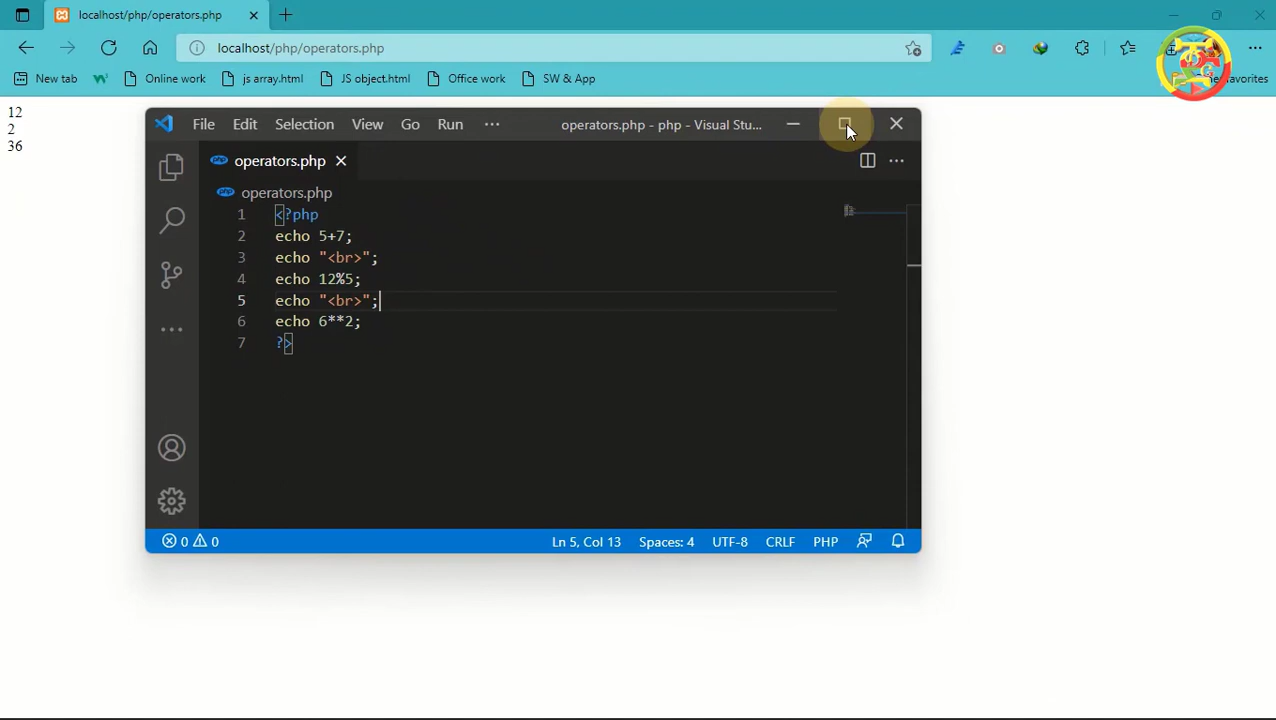 localhost/php/operators.php
localhost/php/operators.php
New tab
Online work
js array.html
JS object.html
Office work
SW & App
favorites
12
2
36
File Edit Selection View Go Run ··· operators.php - php - Visual Stu...
operators.php
operators.php
1 <?php
2 echo 5+7;
3 echo "<br>";
4 echo 12%5;
5 echo "<br>";
6 echo 6**2;
7 ?>
0 0 Ln 5, Col 13 Spaces: 4 UTF-8 CRLF PHP